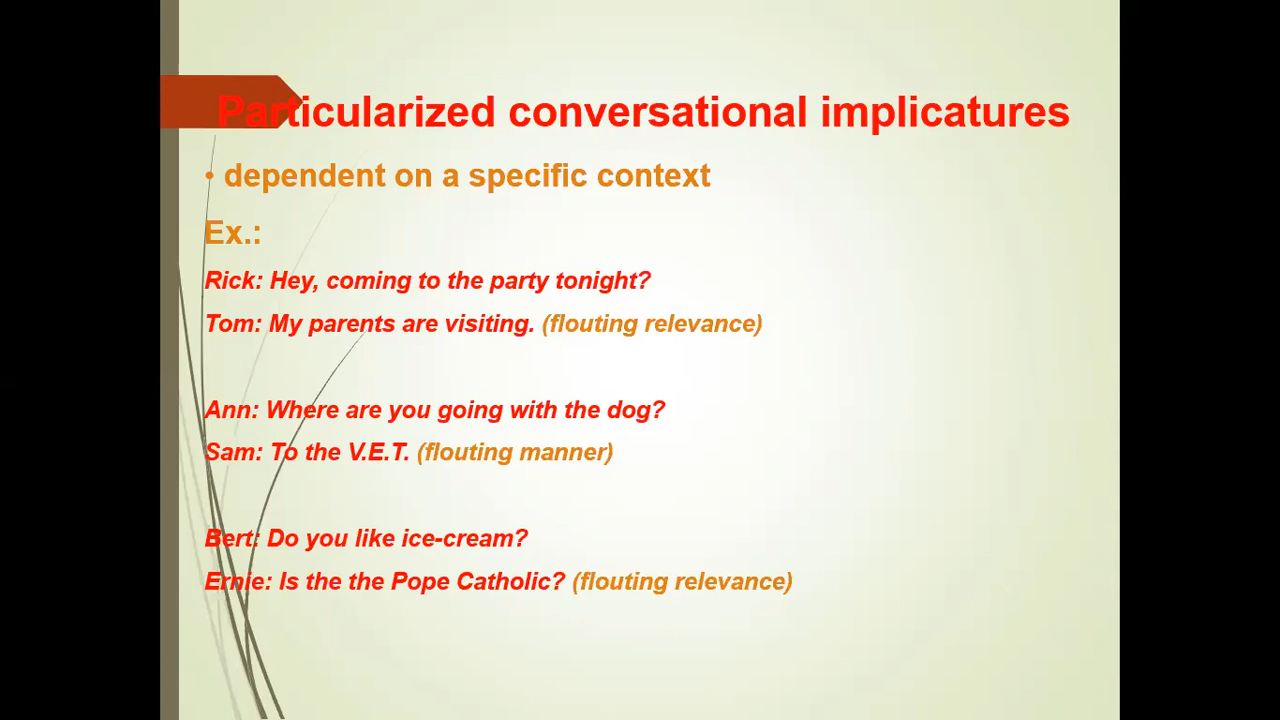 Particularized conversational implicatures
• dependent on a specific context
Ex.:
Rick: Hey, coming to the party tonight?
Tom: My parents are visiting. (flouting relevance)
Ann: Where are you going with the dog?
Sam: To the V.E.T. (flouting manner)
Bert: Do you like ice-cream?
Ernie: Is the the Pope Catholic? (flouting relevance)